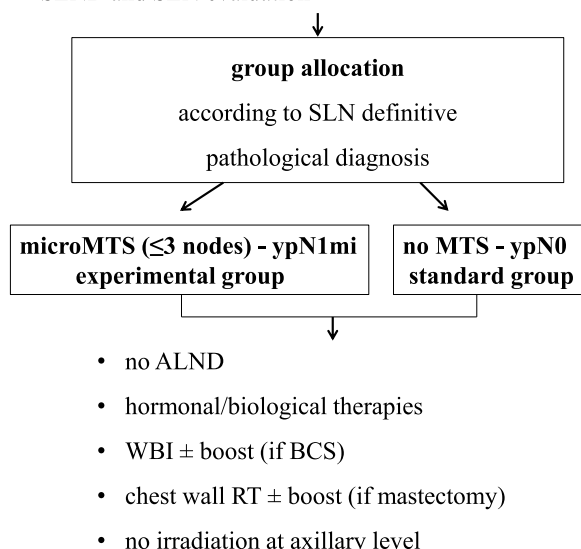 group allocation
according to SLN definitive
pathological diagnosis
microMTS (≤3 nodes) - ypN1mi
experimental group
no MTS - ypN0
standard group
• no ALND
• hormonal/biological therapies
• WBI ± boost (if BCS)
• chest wall RT ± boost (if mastectomy)
• no irradiation at axillary level